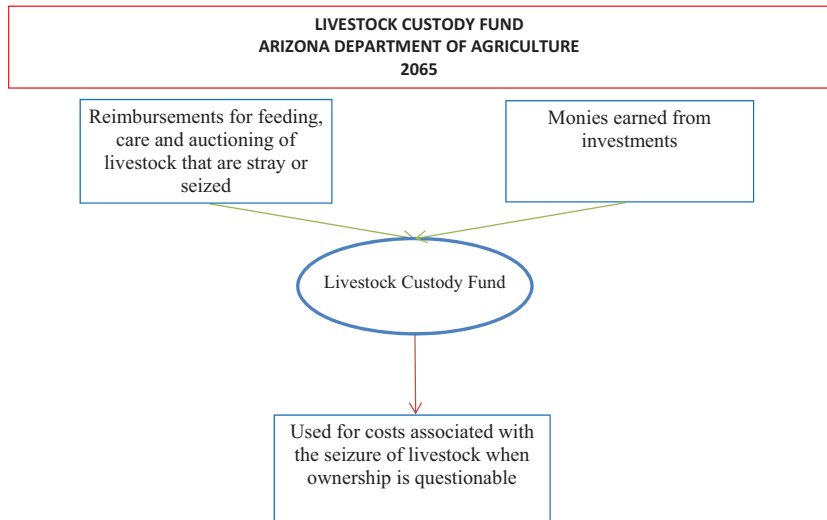 LIVESTOCK CUSTODY FUND
ARIZONA DEPARTMENT OF AGRICULTURE
2065
Reimbursements for feeding,
care and auctioning of
livestock that are stray or
seized
Monies earned from
investments
Livestock Custody Fund
Used for costs associated with
the seizure of livestock when
ownership is questionable